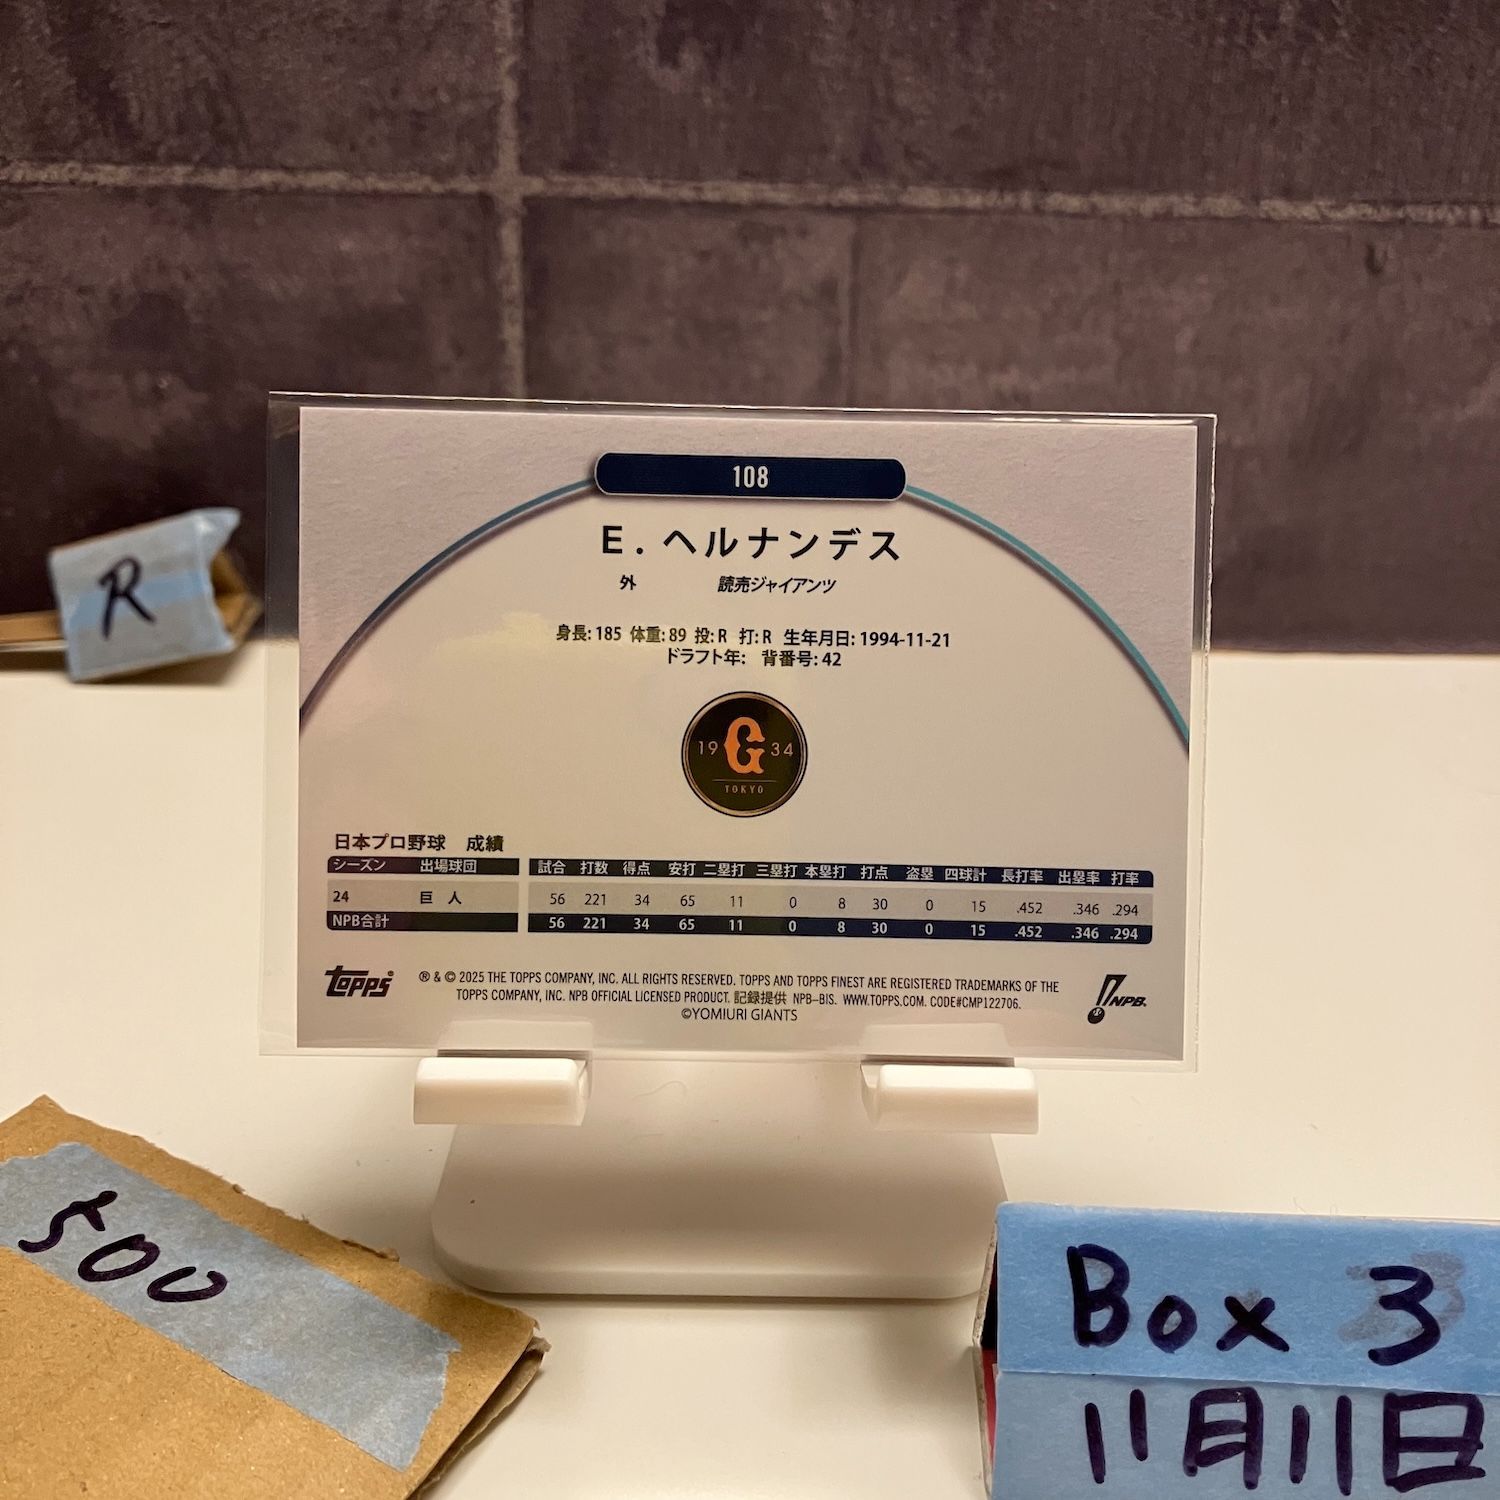 108
E. ヘルナンデス
外 読売ジャイアンツ
身長: 185 体重: 89 投: R 打: R 生年月日: 1994-11-21
ドラフト年: 背番号: 42
19 G 34
TOKYO
日本プロ野球 成績
シーズン 出場球団 試合 打数 得点 安打 二塁打 三塁打 本塁打 打点 盗塁 四球計 長打率 出塁率 打率
24 巨人 56 221 34 65 11 0 8 30 0 15 .452 .346 .294
NPB合計 56 221 34 65 11 0 8 30 0 15 .452 .346 .294
topps® ® & © 2025 THE TOPPS COMPANY, INC. ALL RIGHTS RESERVED. TOPPS AND TOPPS FINEST ARE REGISTERED TRADEMARKS OF THE
TOPPS COMPANY, INC. NPB OFFICIAL LICENSED PRODUCT. 記録提供 NPB-BIS. WWW.TOPPS.COM. CODE#CMP122706.
©YOMIURI GIANTS
NPB
R
500
Box 3
11月11日